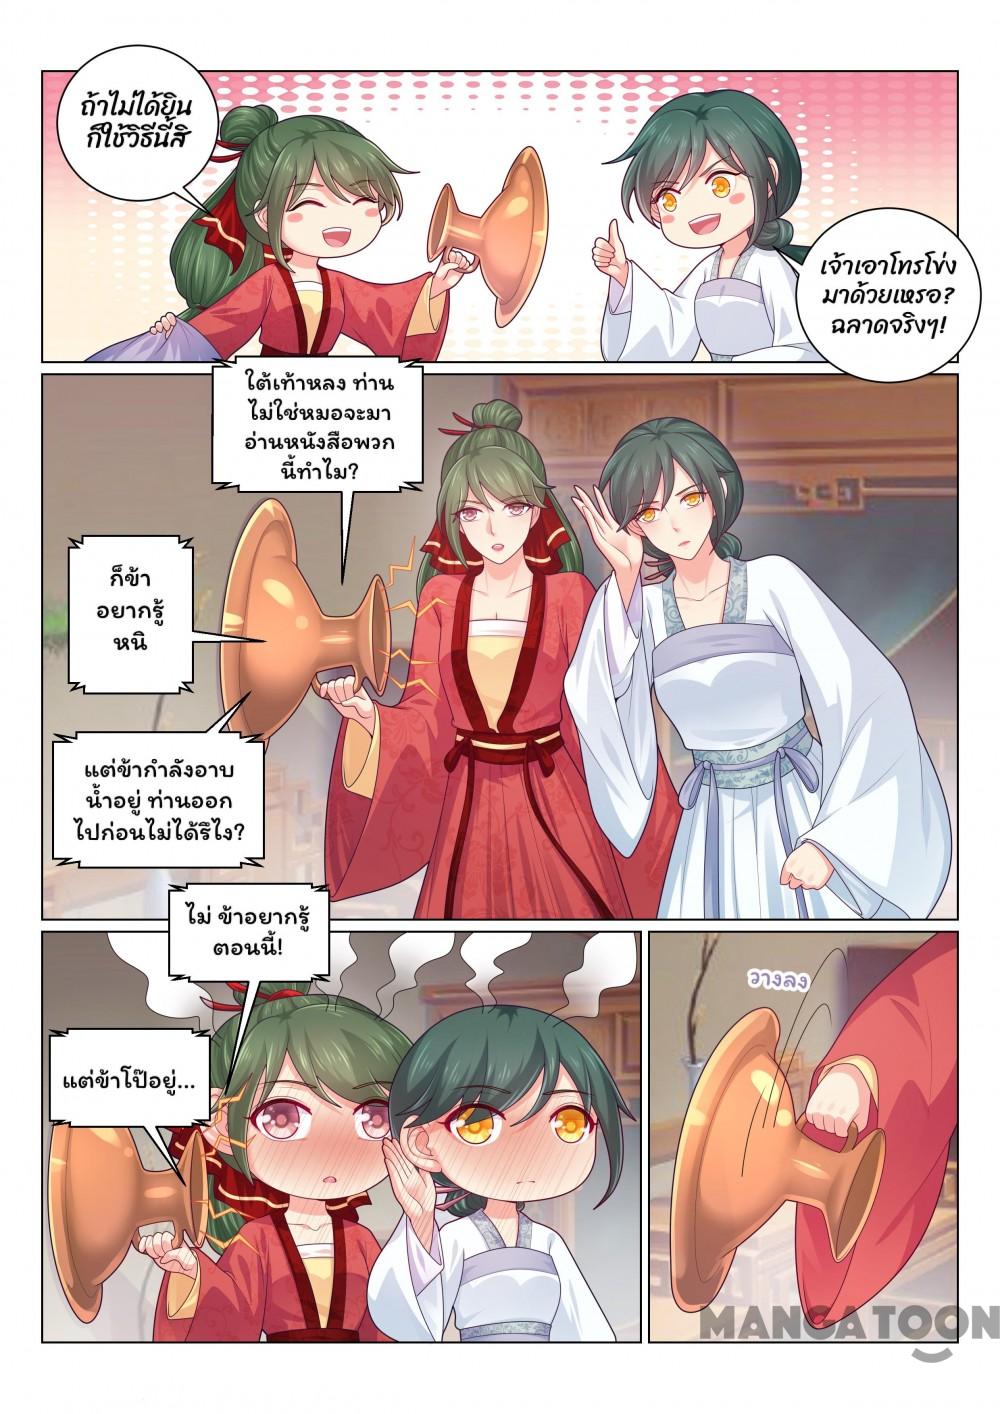 ถ้าไม่ได้ยิน
ก็ใช้วิธีนี้สิ
เจ้าเอาโทรโข่ง
มาด้วยเหรอ?
ฉลาดจริงๆ!
ใต้เท้าหลง ท่าน
ไม่ใช่หมอจะมา
อ่านหนังสือพวก
นี้ทำไม?
ก็ข้า
อยากรู้
หนิ
แต่ข้ากำลังอาบ
น้ำอยู่ ท่านออก
ไปก่อนไม่ได้รึไง?
ไม่ ข้าอยากรู้
ตอนนี้!
แต่ข้าโป๊อยู่...
วางลง
MANGATOON